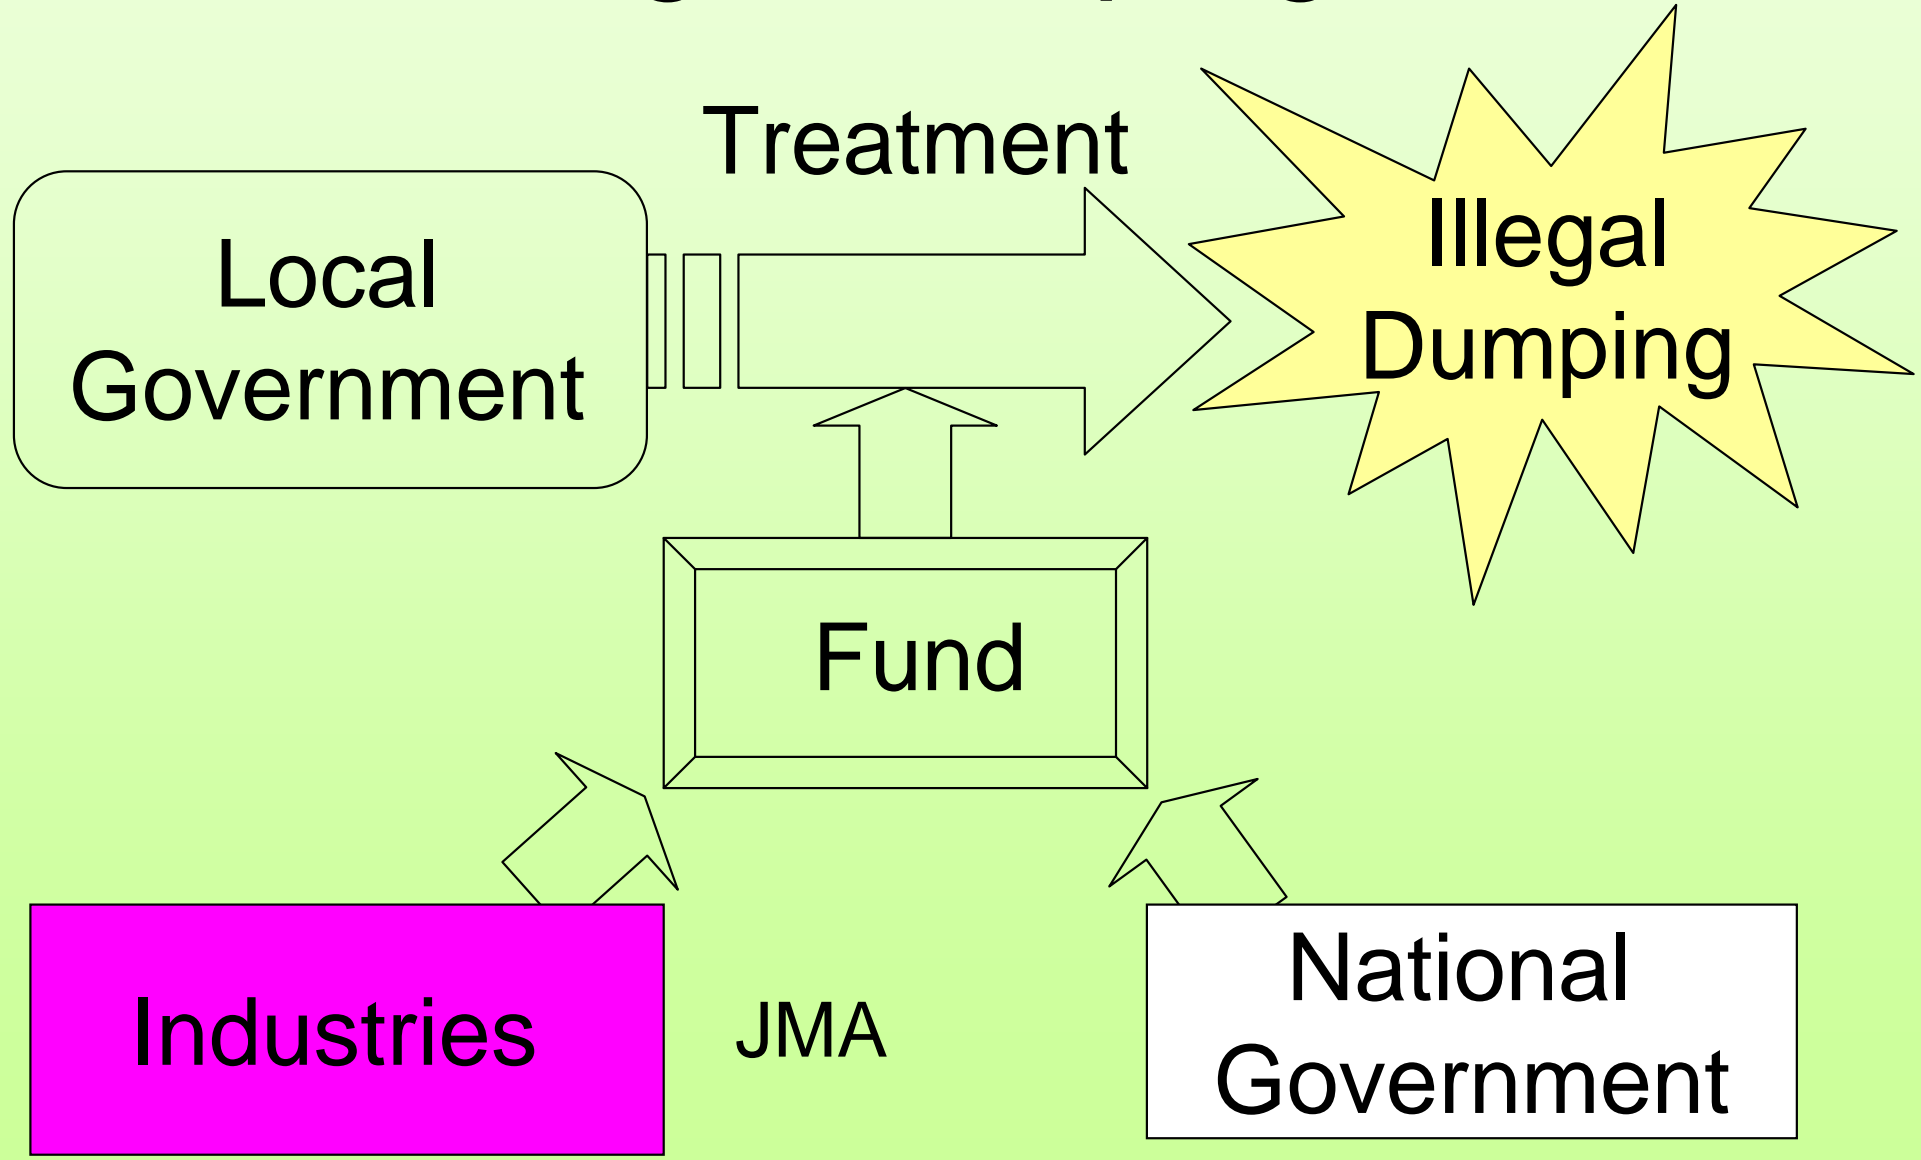 Treatment
Local
Government
Illegal
Dumping
Fund
Industries
JMA
National
Government